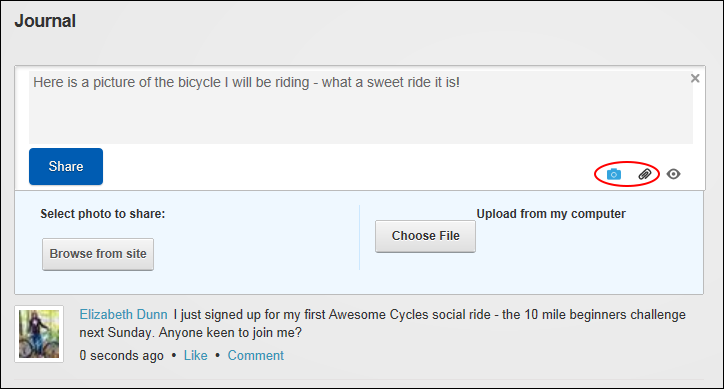 Journal
Here is a picture of the bicycle I will be riding - what a sweet ride it is!
Share
Select photo to share:
Browse from site
Upload from my computer
Choose File
Elizabeth Dunn I just signed up for my first Awesome Cycles social ride - the 10 mile beginners challenge
next Sunday. Anyone keen to join me?
0 seconds ago • Like • Comment